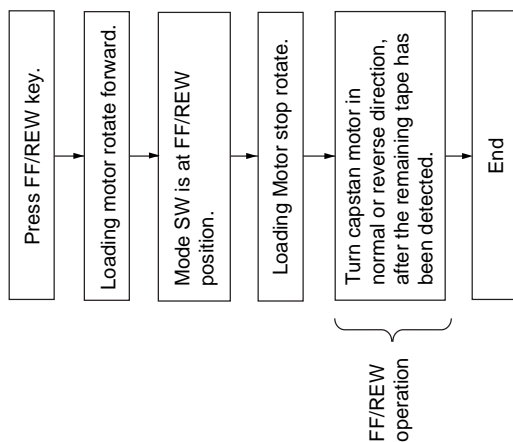 Press FF/REW key.
Loading motor rotate forward.
Mode SW is at FF/REW
position.
Loading Motor stop rotate.
Turn capstan motor in
normal or reverse direction,
after the remaining tape has
been detected.
FF/REW
operation
End